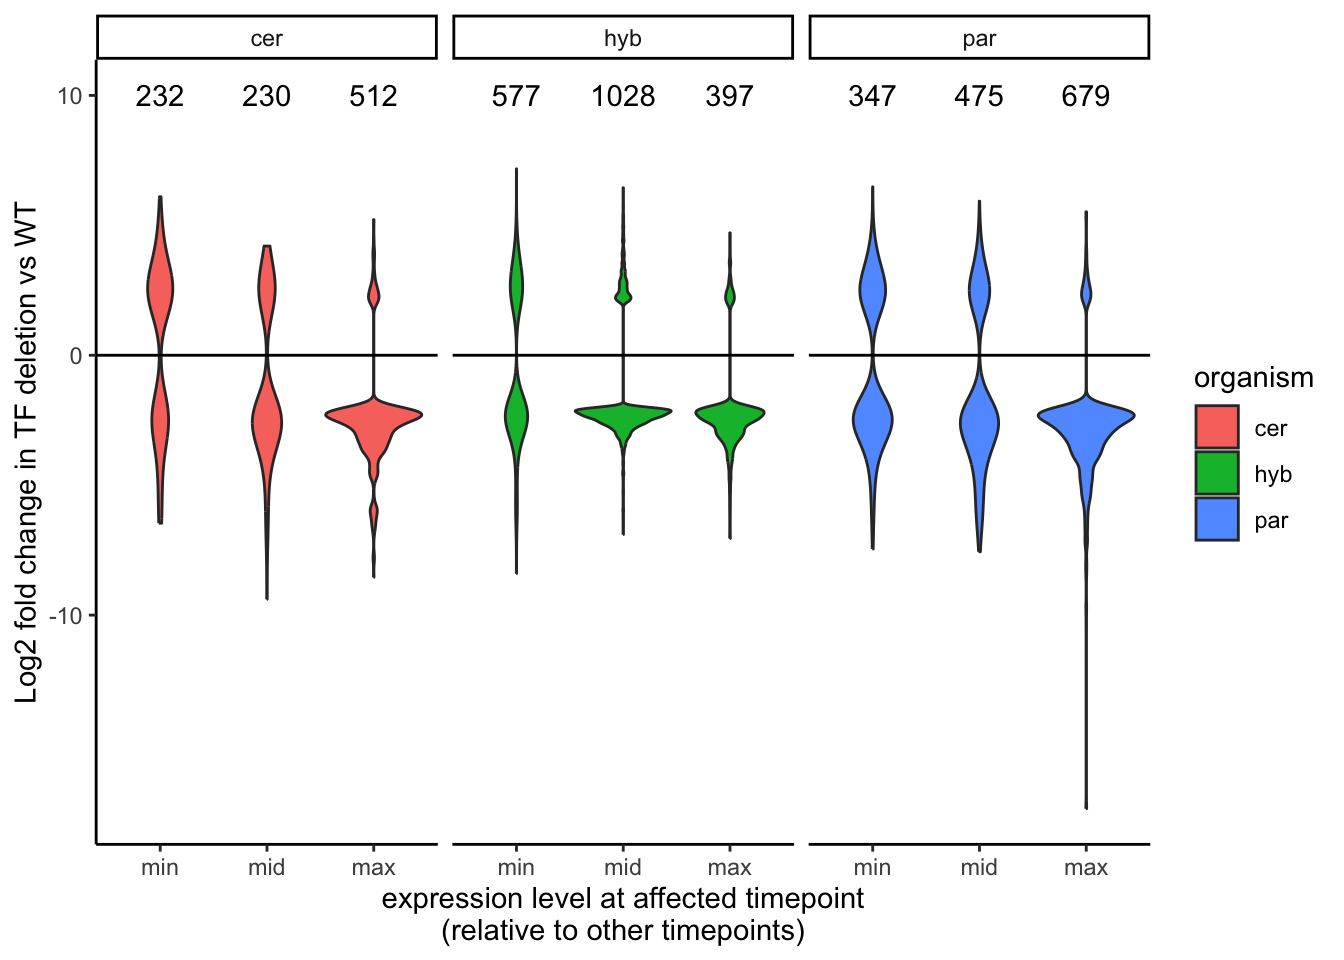 cer
hyb
par
232 230 512
577 1028 397
347 475 679
10
0
-10
Log2 fold change in TF deletion vs WT
min mid max
min mid max
min mid max
expression level at affected timepoint
(relative to other timepoints)
organism
cer
hyb
par